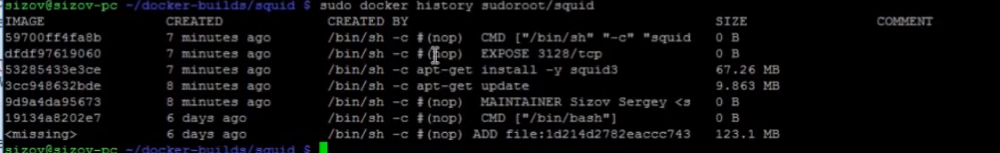 sizov@sizov-pc ~/docker-builds/squid $ sudo docker history sudoroot/squid
IMAGE CREATED CREATED BY SIZE COMMENT
59700ff4fa8b 7 minutes ago /bin/sh -c #(nop) CMD ["/bin/sh" "-c" "squid 0 B
dfdf97619060 7 minutes ago /bin/sh -c #(nop) EXPOSE 3128/tcp 0 B
53285433e3ce 7 minutes ago /bin/sh -c apt-get install -y squid3 67.26 MB
3cc948632bde 8 minutes ago /bin/sh -c apt-get update 9.863 MB
9d9a4da95673 8 minutes ago /bin/sh -c #(nop) MAINTAINER Sizov Sergey <s 0 B
19134a8202e7 6 days ago /bin/sh -c #(nop) CMD ["/bin/bash"] 0 B
<missing> 6 days ago /bin/sh -c #(nop) ADD file:1d214d2782eaccc743 123.1 MB
sizov@sizov-pc ~/docker-builds/squid $